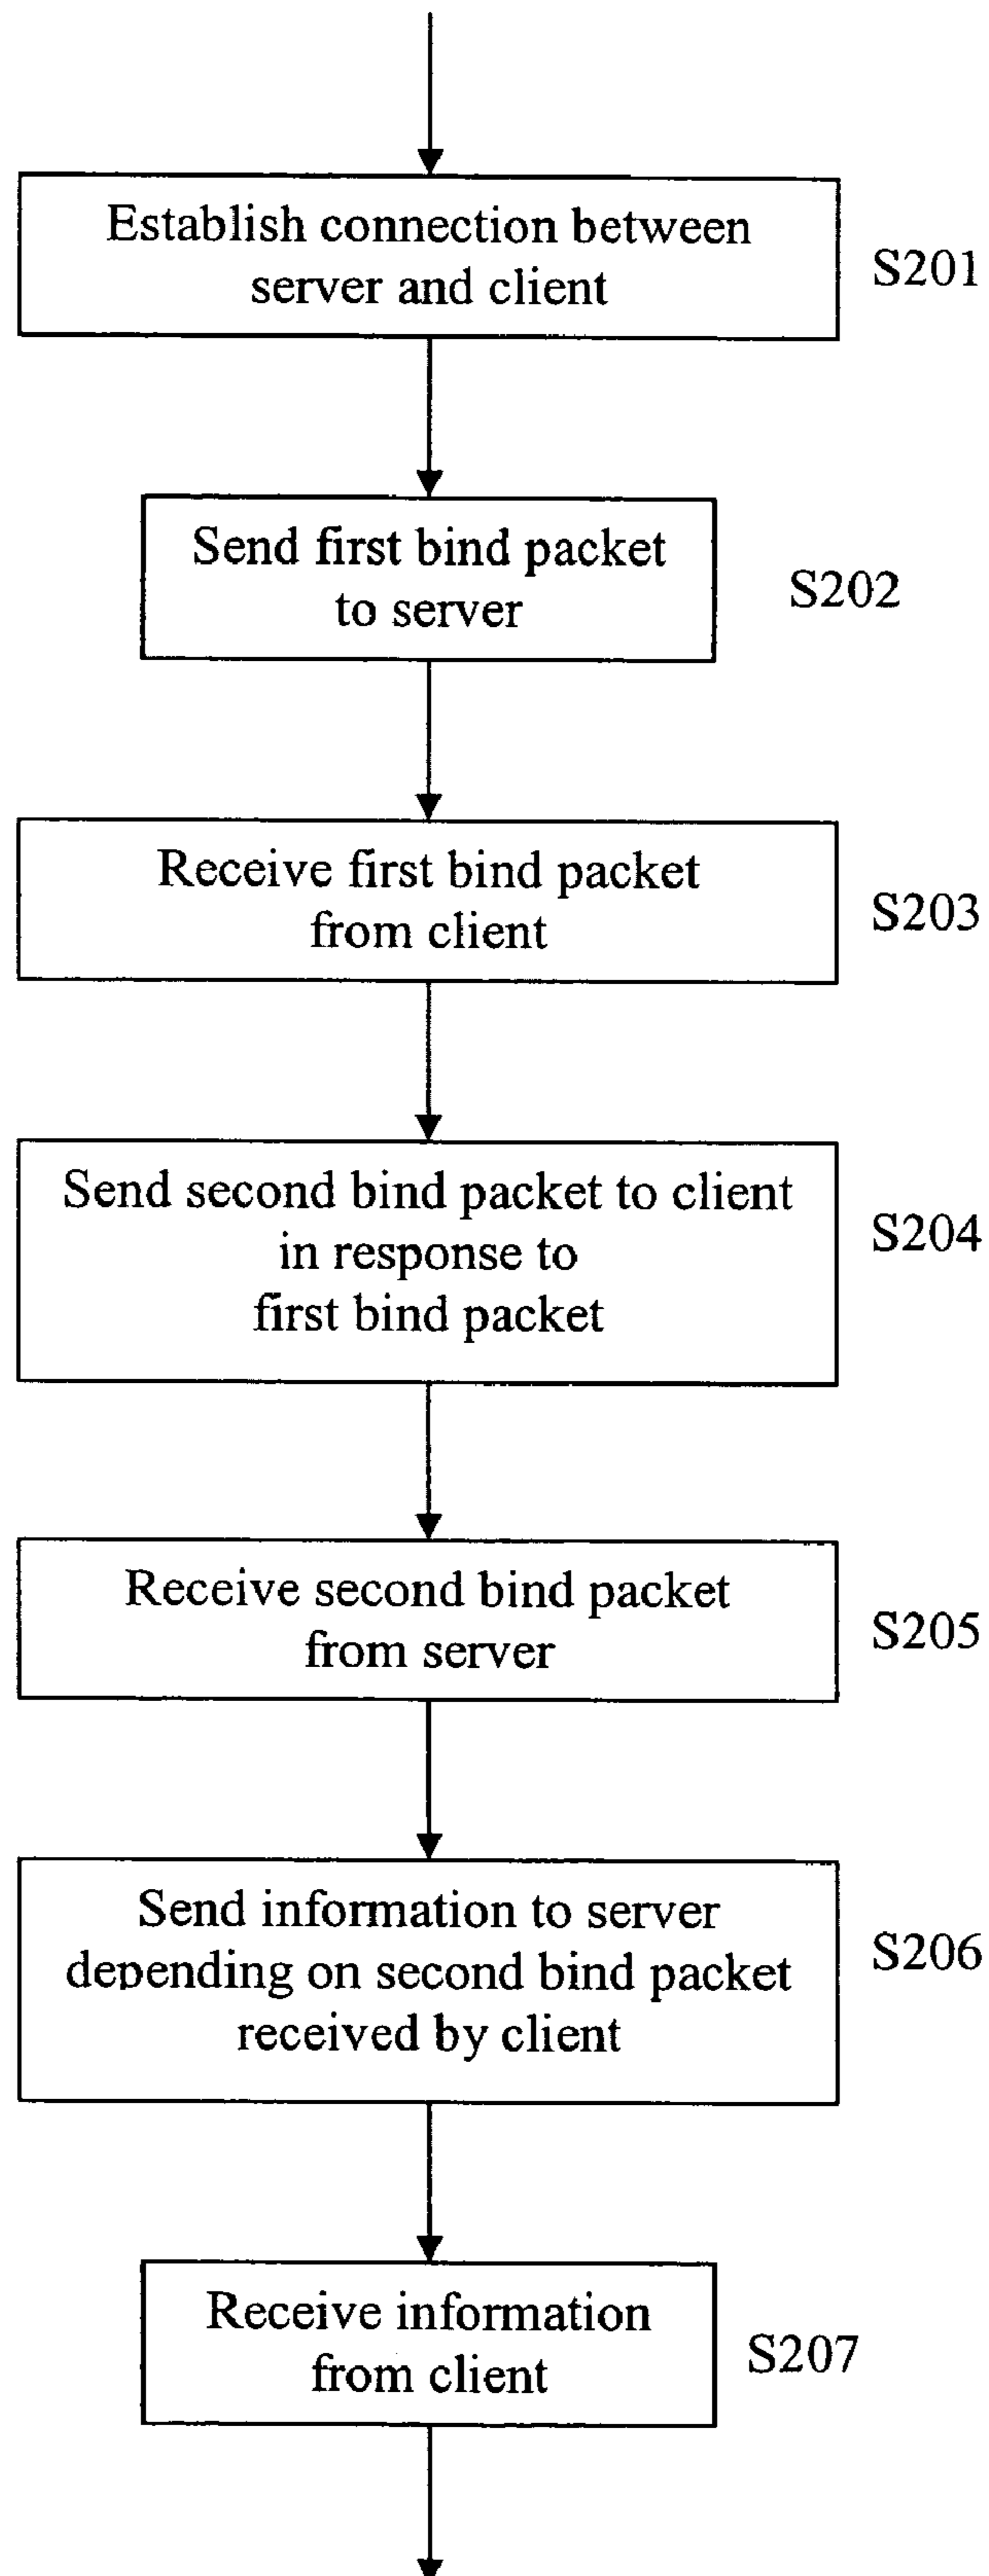 Establish connection between
server and client
S201
Send first bind packet
to server
S202
Receive first bind packet
from client
S203
Send second bind packet to client
in response to
first bind packet
S204
Receive second bind packet
from server
S205
Send information to server
depending on second bind packet
received by client
S206
Receive information
from client
S207